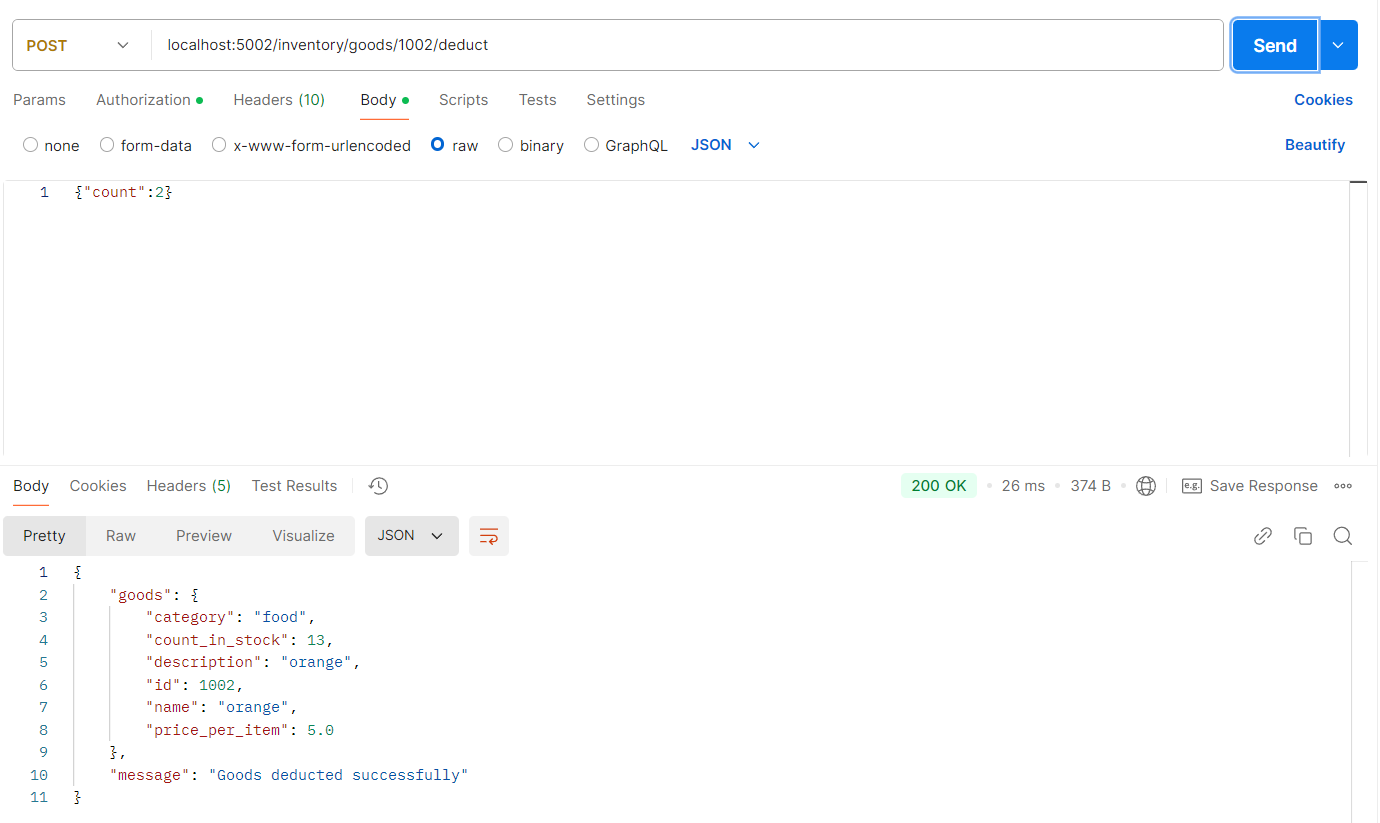 POST localhost:5002/inventory/goods/1002/deduct Send
Params Authorization Headers (10) Body Scripts Tests Settings Cookies
none form-data x-www-form-urlencoded raw binary GraphQL JSON Beautify
1 {"count":2}
Body Cookies Headers (5) Test Results 200 OK 26 ms 374 B e.g. Save Response
Pretty Raw Preview Visualize JSON
1 {
2 "goods": {
3 "category": "food",
4 "count_in_stock": 13,
5 "description": "orange",
6 "id": 1002,
7 "name": "orange",
8 "price_per_item": 5.0
9 },
10 "message": "Goods deducted successfully"
11 }